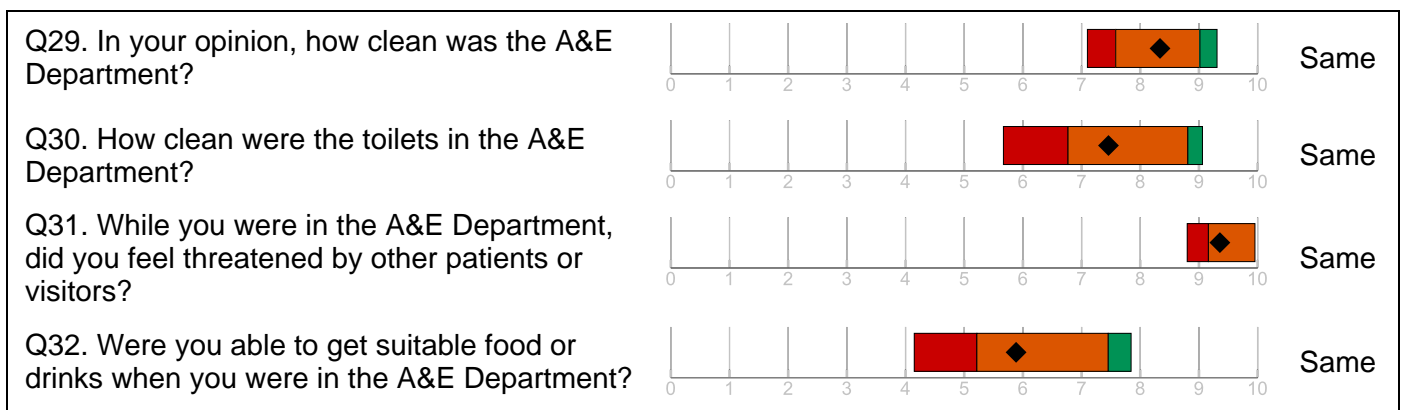 Q29. In your opinion, how clean was the A&E
Department?
Same
0 1 2 3 4 5 6 7 8 9 10
Q30. How clean were the toilets in the A&E
Department?
Same
0 1 2 3 4 5 6 7 8 9 10
Q31. While you were in the A&E Department,
did you feel threatened by other patients or
visitors?
Same
0 1 2 3 4 5 6 7 8 9 10
Q32. Were you able to get suitable food or
drinks when you were in the A&E Department?
Same
0 1 2 3 4 5 6 7 8 9 10